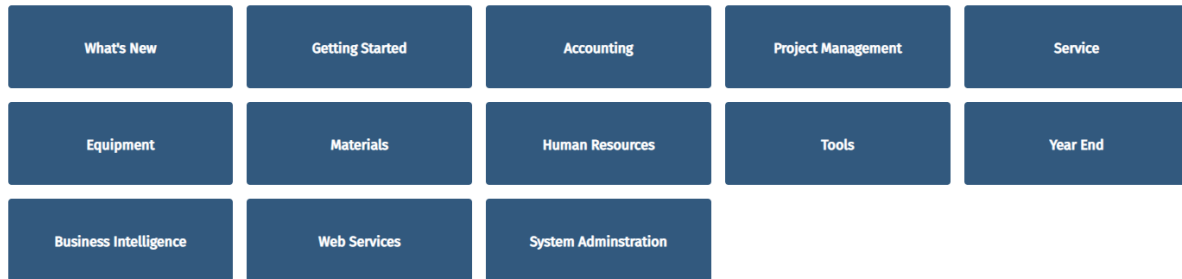 What's New
Getting Started
Accounting
Project Management
Service
Equipment
Materials
Human Resources
Tools
Year End
Business Intelligence
Web Services
System Adminstration